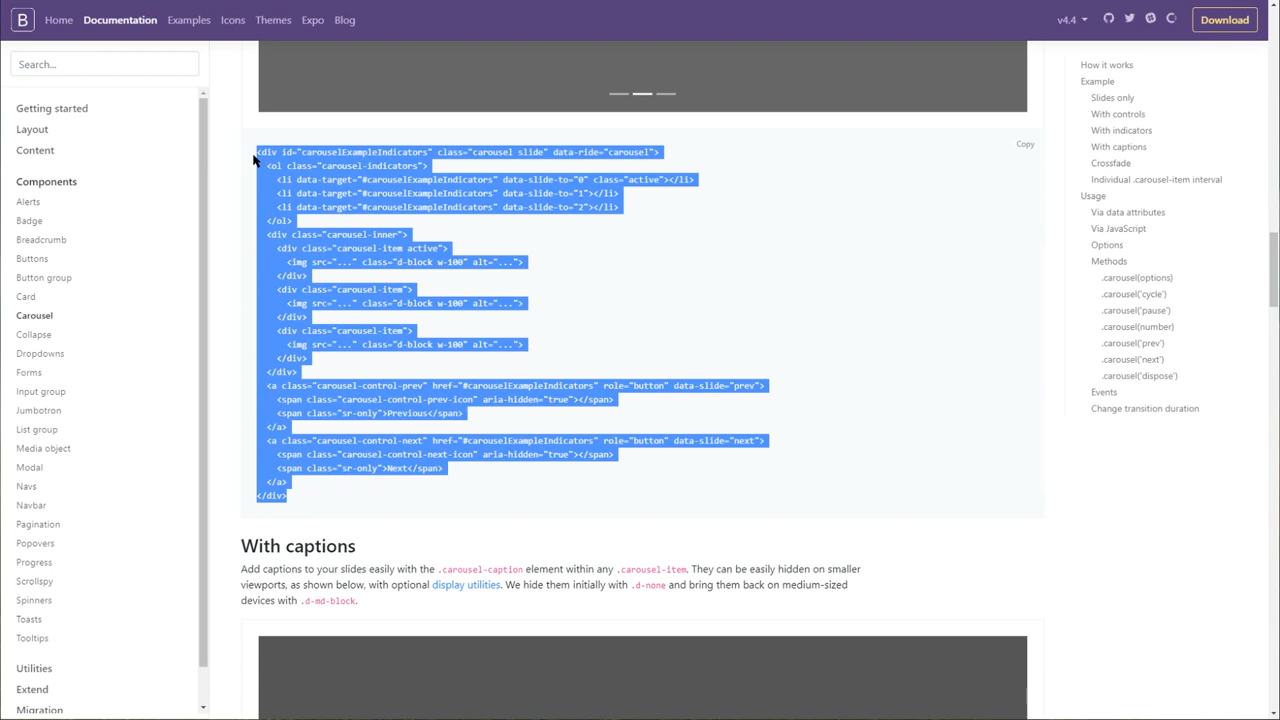 B Home Documentation Examples Icons Themes Expo Blog v4.4 Download
Search...
Getting started
Layout
Content
Components
Alerts
Badge
Breadcrumb
Buttons
Button group
Card
Carousel
Collapse
Dropdowns
Forms
Input group
Jumbotron
List group
Media object
Modal
Navs
Navbar
Pagination
Popovers
Progress
Scrollspy
Spinners
Toasts
Tooltips
Utilities
Extend
Migration
Copy
<div id="carouselExampleIndicators" class="carousel slide" data-ride="carousel">
  <ol class="carousel-indicators">
    <li data-target="#carouselExampleIndicators" data-slide-to="0" class="active"></li>
    <li data-target="#carouselExampleIndicators" data-slide-to="1"></li>
    <li data-target="#carouselExampleIndicators" data-slide-to="2"></li>
  </ol>
  <div class="carousel-inner">
    <div class="carousel-item active">
      <img src="..." class="d-block w-100" alt="...">
    </div>
    <div class="carousel-item">
      <img src="..." class="d-block w-100" alt="...">
    </div>
    <div class="carousel-item">
      <img src="..." class="d-block w-100" alt="...">
    </div>
  </div>
  <a class="carousel-control-prev" href="#carouselExampleIndicators" role="button" data-slide="prev">
    <span class="carousel-control-prev-icon" aria-hidden="true"></span>
    <span class="sr-only">Previous</span>
  </a>
  <a class="carousel-control-next" href="#carouselExampleIndicators" role="button" data-slide="next">
    <span class="carousel-control-next-icon" aria-hidden="true"></span>
    <span class="sr-only">Next</span>
  </a>
</div>
With captions
Add captions to your slides easily with the .carousel-caption element within any .carousel-item. They can be easily hidden on smaller
viewports, as shown below, with optional display utilities. We hide them initially with .d-none and bring them back on medium-sized
devices with .d-md-block.
How it works
Example
Slides only
With controls
With indicators
With captions
Crossfade
Individual .carousel-item interval
Usage
Via data attributes
Via JavaScript
Options
Methods
.carousel(options)
.carousel('cycle')
.carousel('pause')
.carousel(number)
.carousel('prev')
.carousel('next')
.carousel('dispose')
Events
Change transition duration